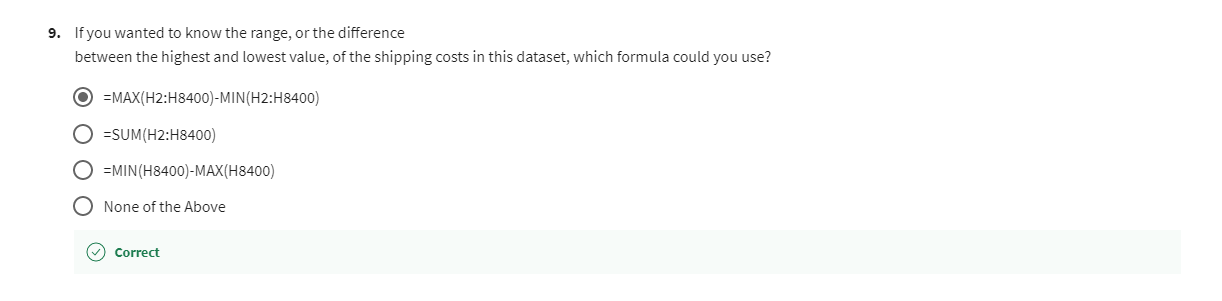 9. If you wanted to know the range, or the difference
between the highest and lowest value, of the shipping costs in this dataset, which formula could you use?
=MAX(H2:H8400)-MIN(H2:H8400)
=SUM(H2:H8400)
=MIN(H8400)-MAX(H8400)
None of the Above
Correct